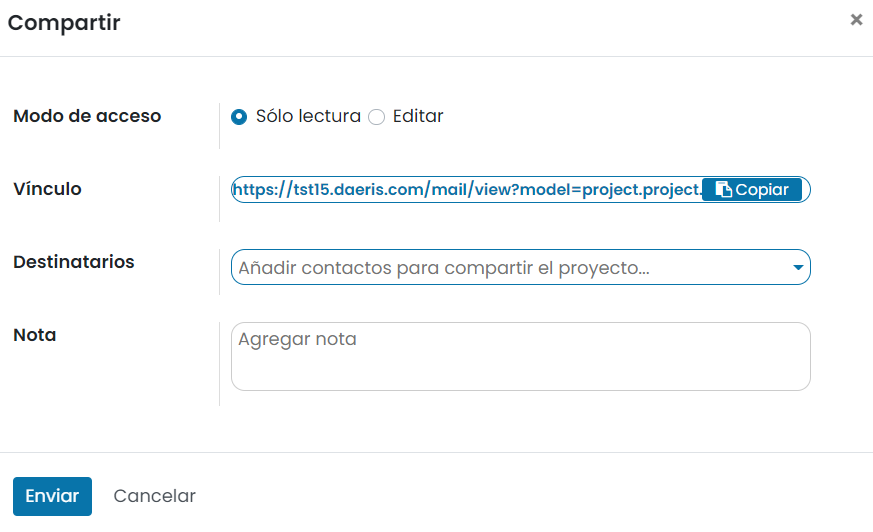 Compartir
×
Modo de acceso
Sólo lectura Editar
Vínculo
https://tst15.daeris.com/mail/view?model=project.project. Copiar
Destinatarios
Añadir contactos para compartir el proyecto...
Nota
Agregar nota
Enviar Cancelar